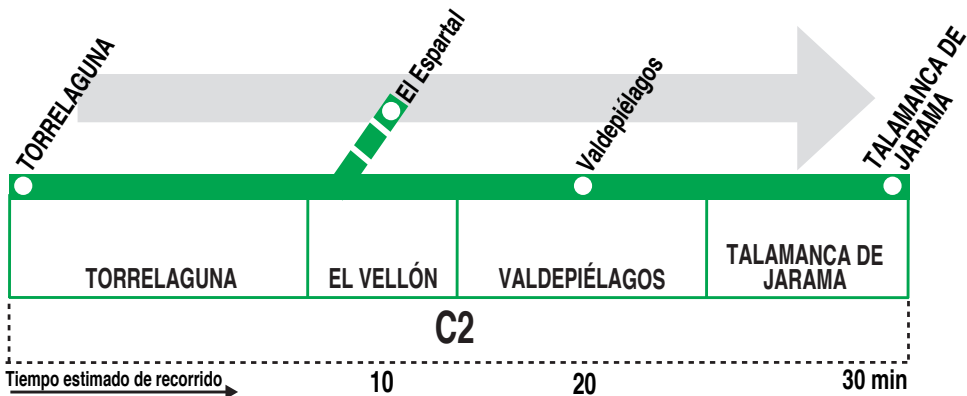 TORRELAGUNA
El Espartal
Valdepiélagos
TALAMANCA DE
JARAMA
TORRELAGUNA
EL VELLÓN
VALDEPIÉLAGOS
TALAMANCA DE
JARAMA
C2
Tiempo estimado de recorrido
10
20
30 min